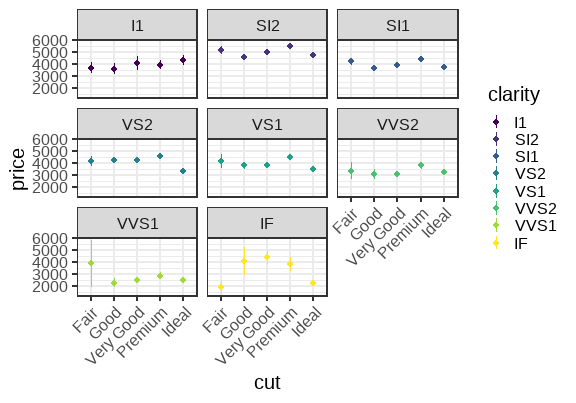 I1 SI2 SI1
6000
5000
4000
3000
2000
VS2 VS1 VVS2
6000
5000
4000
3000
2000
VVS1 IF
6000
5000
4000
3000
2000
Fair Good Very Good Premium Ideal
Fair Good Very Good Premium Ideal
Fair Good Very Good Premium Ideal
price
cut
clarity
I1
SI2
SI1
VS2
VS1
VVS2
VVS1
IF